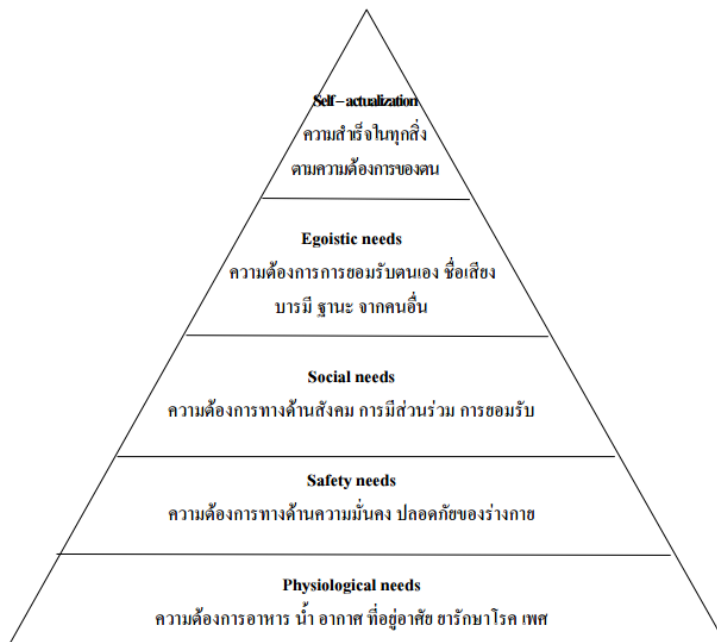 Self – actualization
ความสำเร็จในทุกสิ่ง
ตามความต้องการของตน
Egoistic needs
ความต้องการการยอมรับตนเอง ชื่อเสียง
บารมี ฐานะ จากคนอื่น
Social needs
ความต้องการทางด้านสังคม การมีส่วนร่วม การยอมรับ
Safety needs
ความต้องการทางด้านความมั่นคง ปลอดภัยของร่างกาย
Physiological needs
ความต้องการอาหาร น้ำ อากาศ ที่อยู่อาศัย ยารักษาโรค เพศ